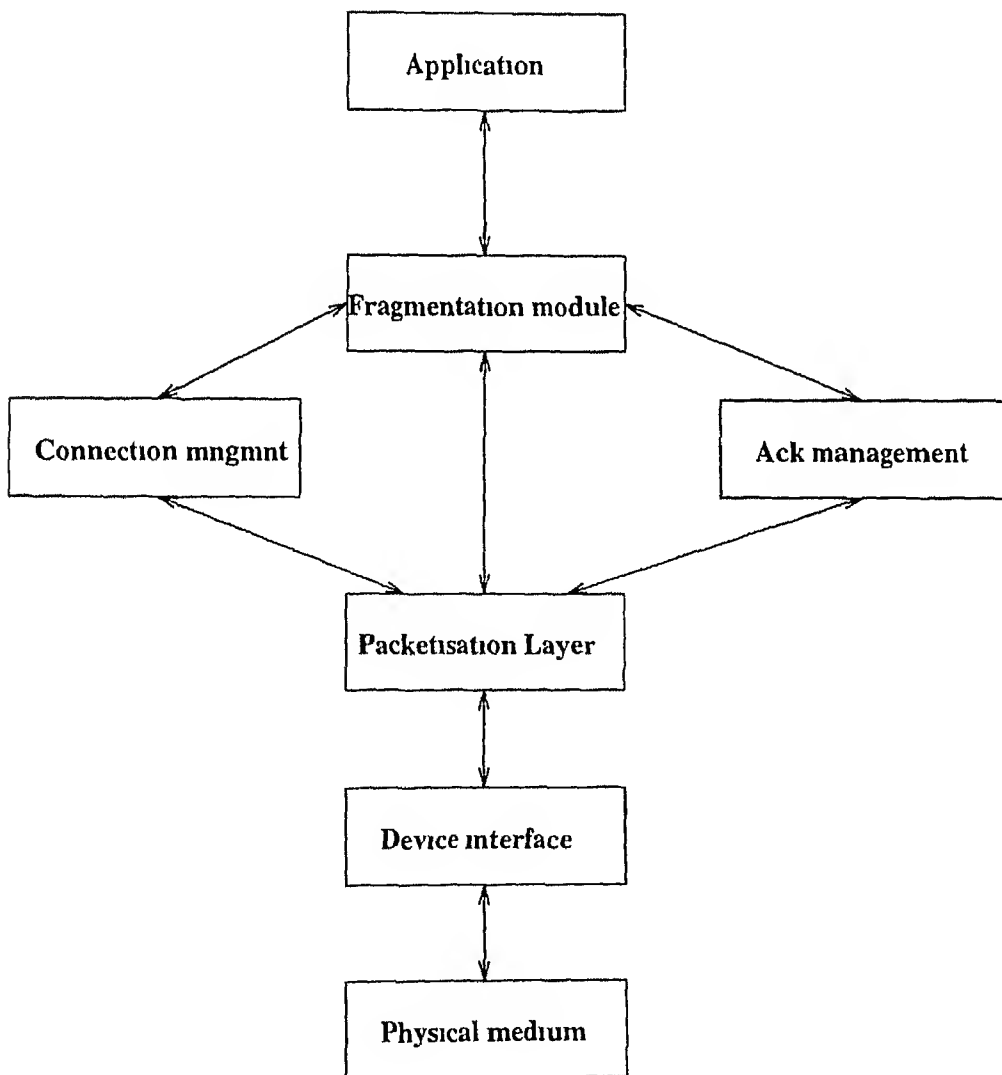 Application
Fragmentation module
Connection mngmnt
Ack management
Packetisation Layer
Device interface
Physical medium